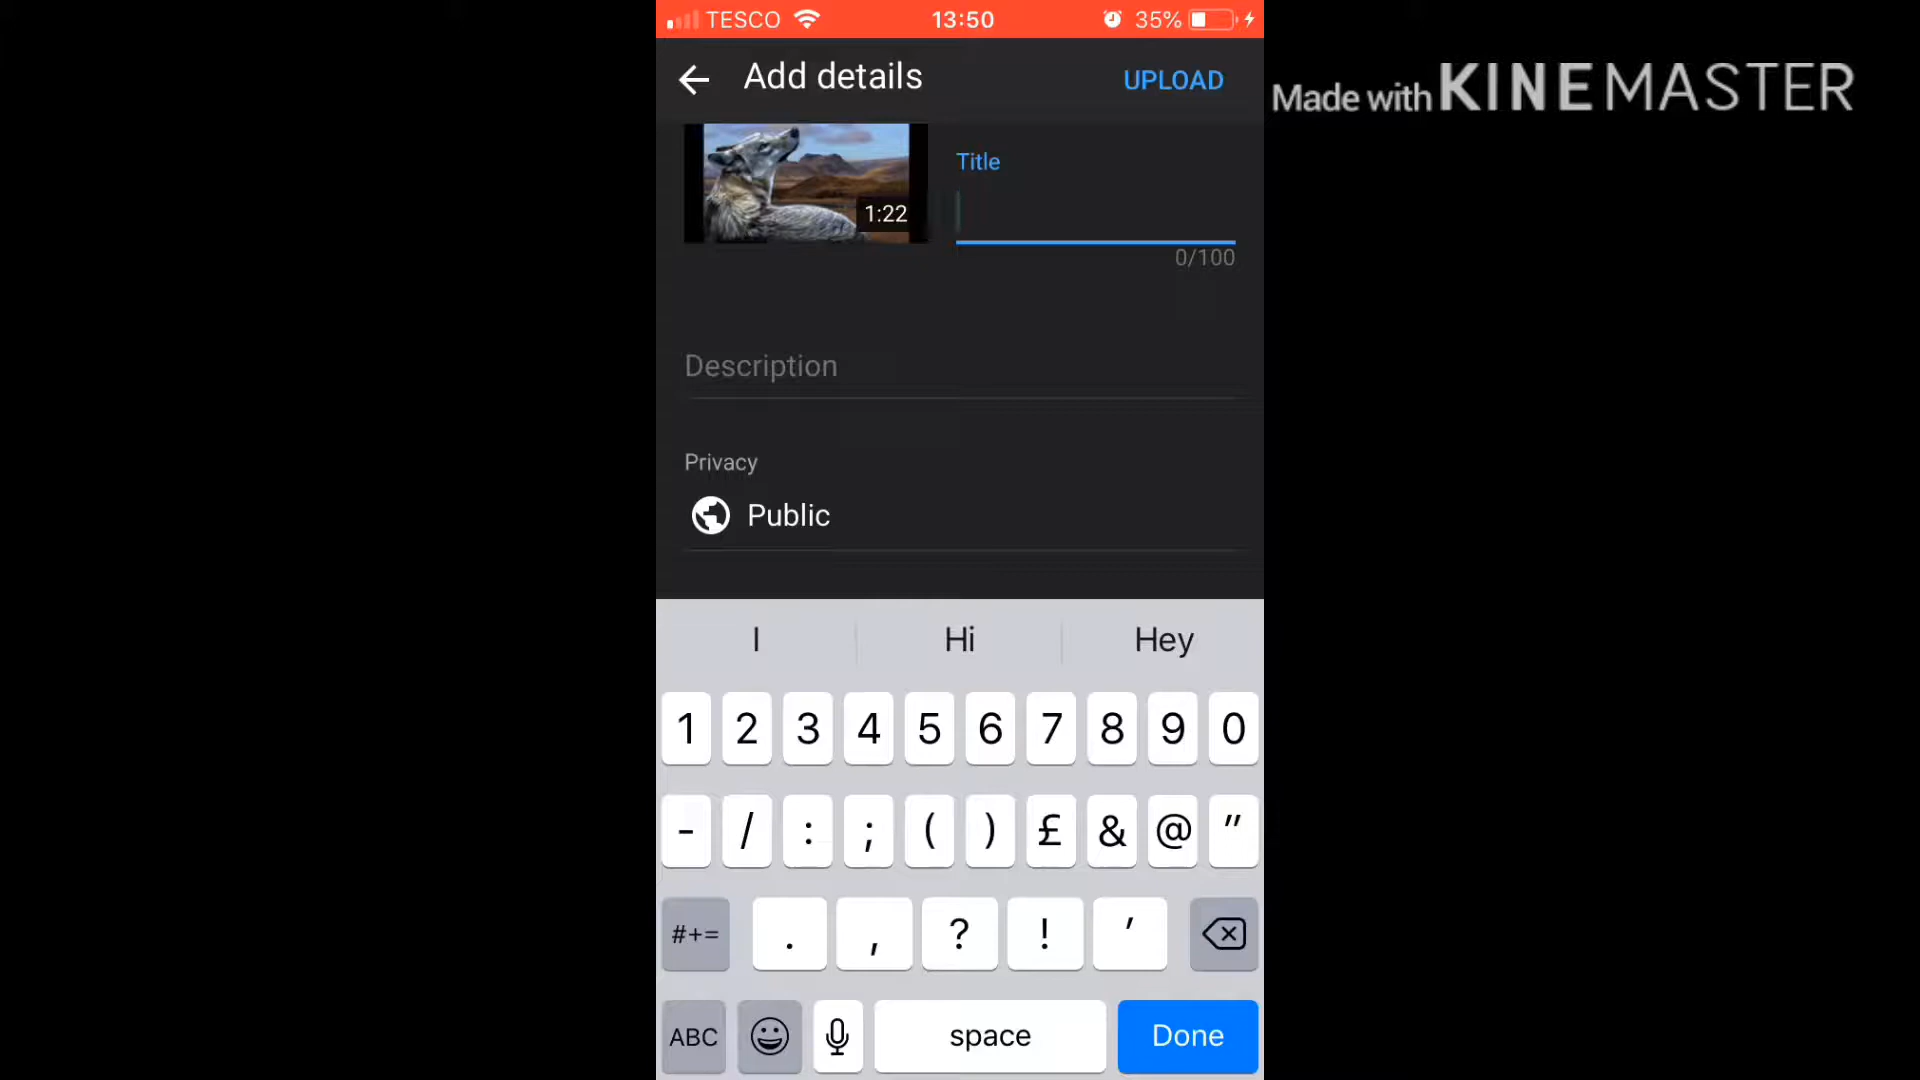 TESCO 13:50 35%
Made with KINEMASTER
Add details UPLOAD
1:22
Title
0/100
Description
Privacy
Public
I Hi Hey
1 2 3 4 5 6 7 8 9 0
- / : ; ( ) £ & @ "
#+= . , ? ! '
ABC space Done